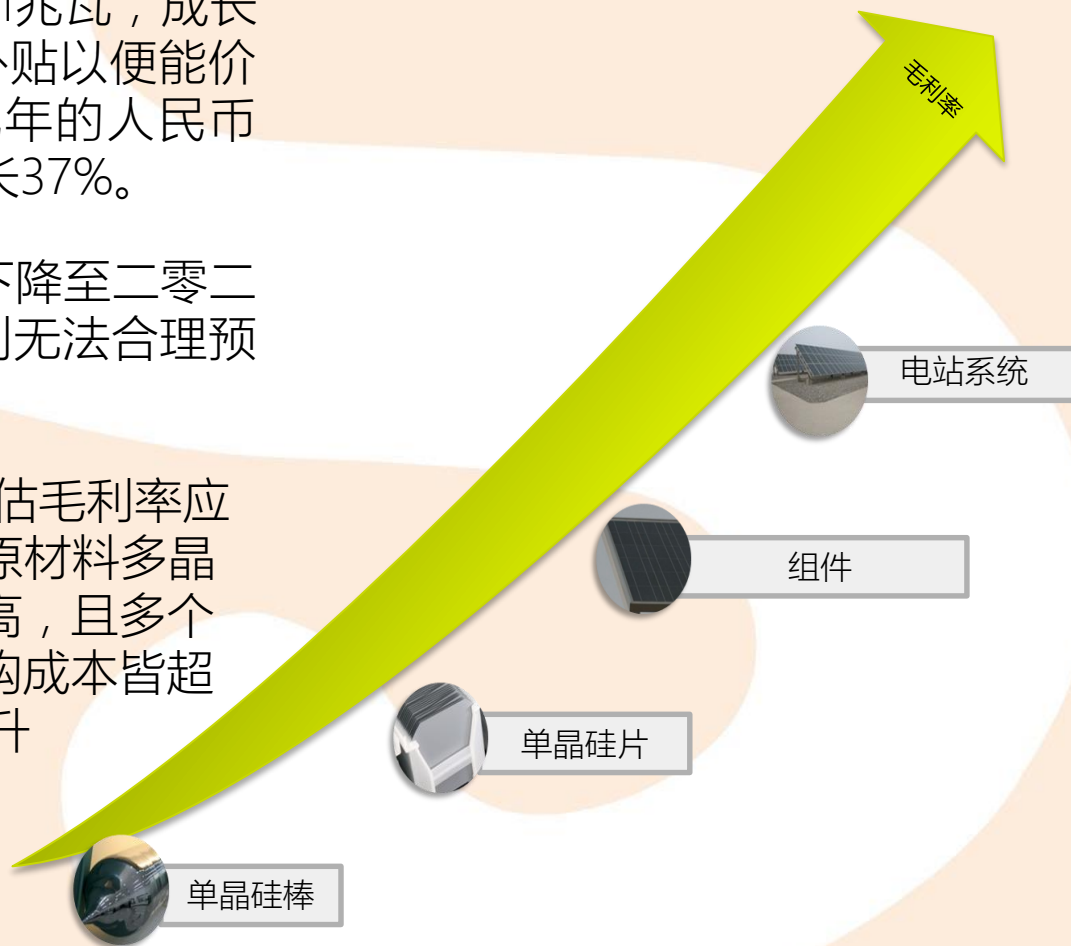 兆瓦，成长
贴以便能价
年的人民币
长37%。
下降至二零二
无法合理预
估毛利率应
原材料多晶
高，且多个
购成本皆超
升
毛利率
电站系统
组件
单晶硅片
单晶硅棒